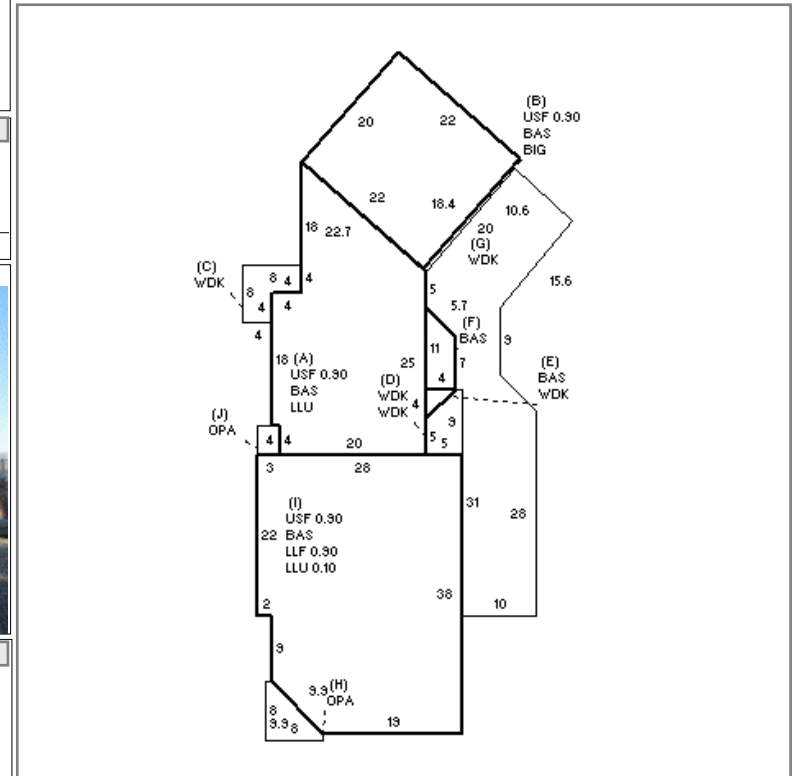 (B)
USF 0.90
BAS
BIG
20
22
22
18.4
10.6
20
(G)
WDK
18
22.7
(C)
WDK
8
4
4
8
4
4
4
15.6
5
5.7
(F)
BAS
9
11
7
25
4
18 (A)
USF 0.90
BAS
LLU
(D)
WDK
WDK
4
(E)
BAS
WDK
9
5
5
(J)
OPA
4
4
20
3
28
(I)
USF 0.90
22 BAS
LLF 0.90
LLU 0.10
31
28
38
2
10
9
9.9
(H)
OPA
8
9.9
8
19